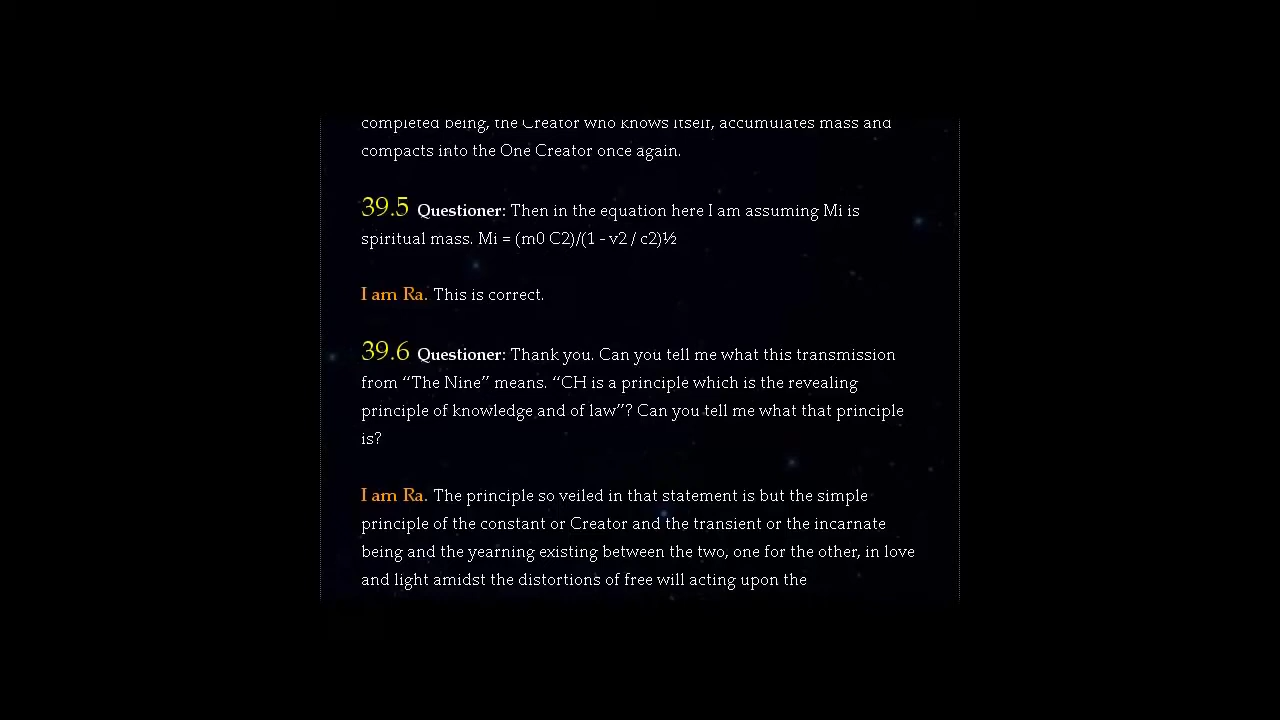 completed being, the Creator who knows Itself, accumulates mass and
compacts into the One Creator once again.
39.5 Questioner: Then in the equation here I am assuming Mi is
spiritual mass. Mi = (m0 C2)/(1 - v2 / c2)½
I am Ra. This is correct.
39.6 Questioner: Thank you. Can you tell me what this transmission
from “The Nine” means. “CH is a principle which is the revealing
principle of knowledge and of law”? Can you tell me what that principle
is?
I am Ra. The principle so veiled in that statement is but the simple
principle of the constant or Creator and the transient or the incarnate
being and the yearning existing between the two, one for the other, in love
and light amidst the distortions of free will acting upon the